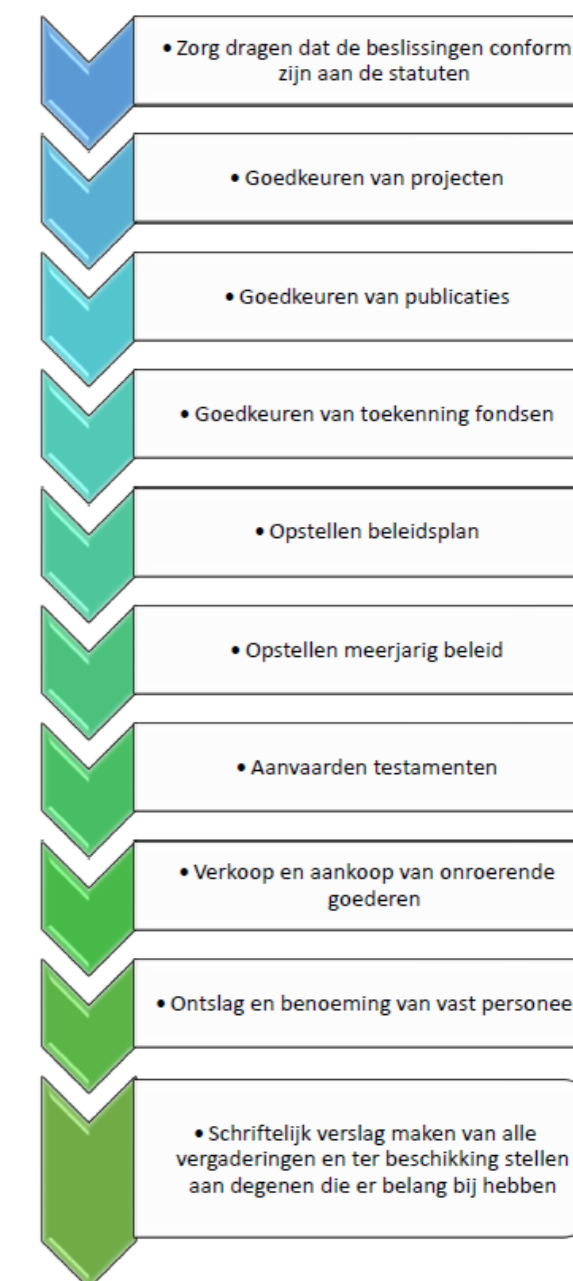 • Zorg dragen dat de beslissingen conform
zijn aan de statuten
• Goedkeuren van projecten
• Goedkeuren van publicaties
• Goedkeuren van toekenning fondsen
• Opstellen beleidsplan
• Opstellen meerjarig beleid
• Aanvaarden testamenten
• Verkoop en aankoop van onroerende
goederen
• Ontslag en benoeming van vast personee
• Schriftelijk verslag maken van alle
vergaderingen en ter beschikking stellen
aan degenen die er belang bij hebben